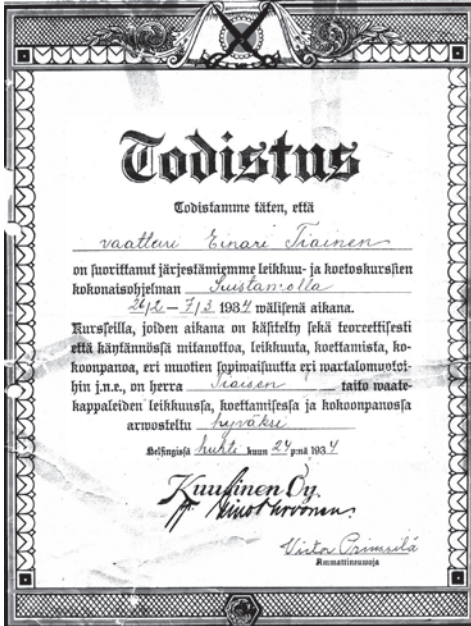 Todistus
Todistamme täten, että
vaatturi Einari Tiainen
on suorittanut järjestämiemme leikkuu- ja koetoskurssien
kokonaisohjelman Suistamolla
26/2 – 7/3 1934 wälisenä aikana.
Kursseilla, joiden aikana on käsitelty sekä teoreettisesti
että käytännössä mitanottoa, leikkuuta, koettamista, ko-
koonpanoa, eri muotien sopiwaisuutta eri wartalomuotoi-
hin j.n.e., on herra Tiaisen taito waate-
kappaleiden leikkuussa, koettamisessa ja kokoonpanossa
arwosteltu hyväksi
Helsingissä huhti kuun 24 p:nä 1934
Kuusinen Oy.
Ammattineuwoja